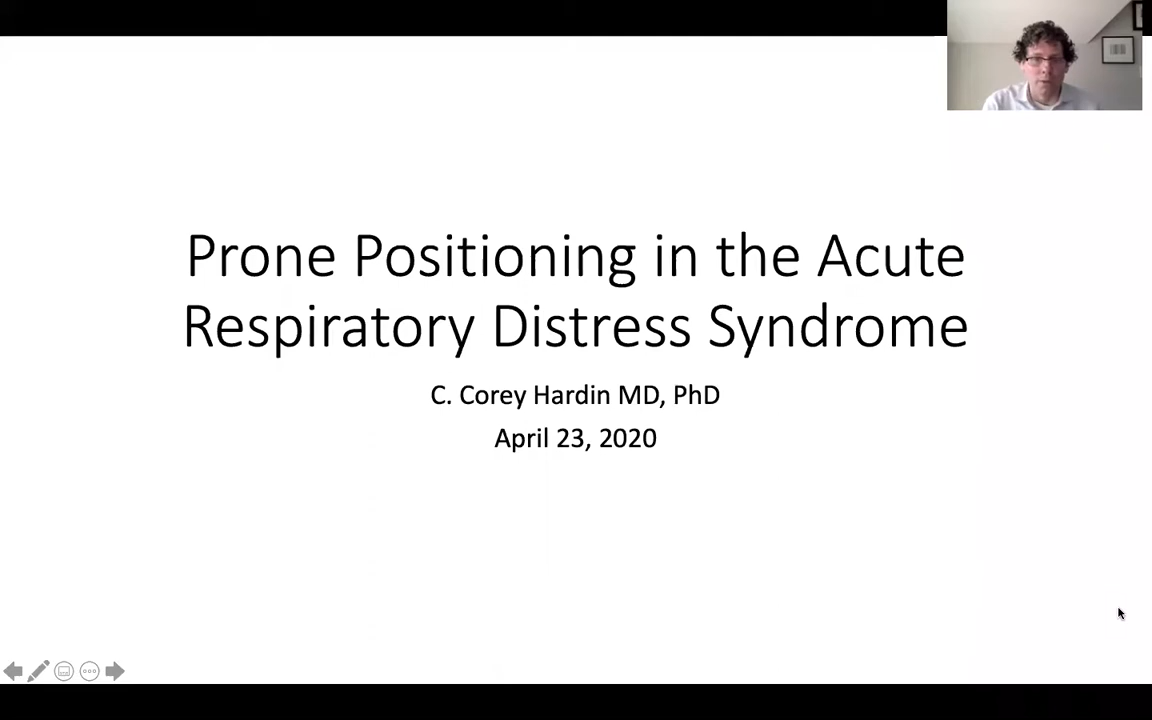 Prone Positioning in the Acute
Respiratory Distress Syndrome
C. Corey Hardin MD, PhD
April 23, 2020